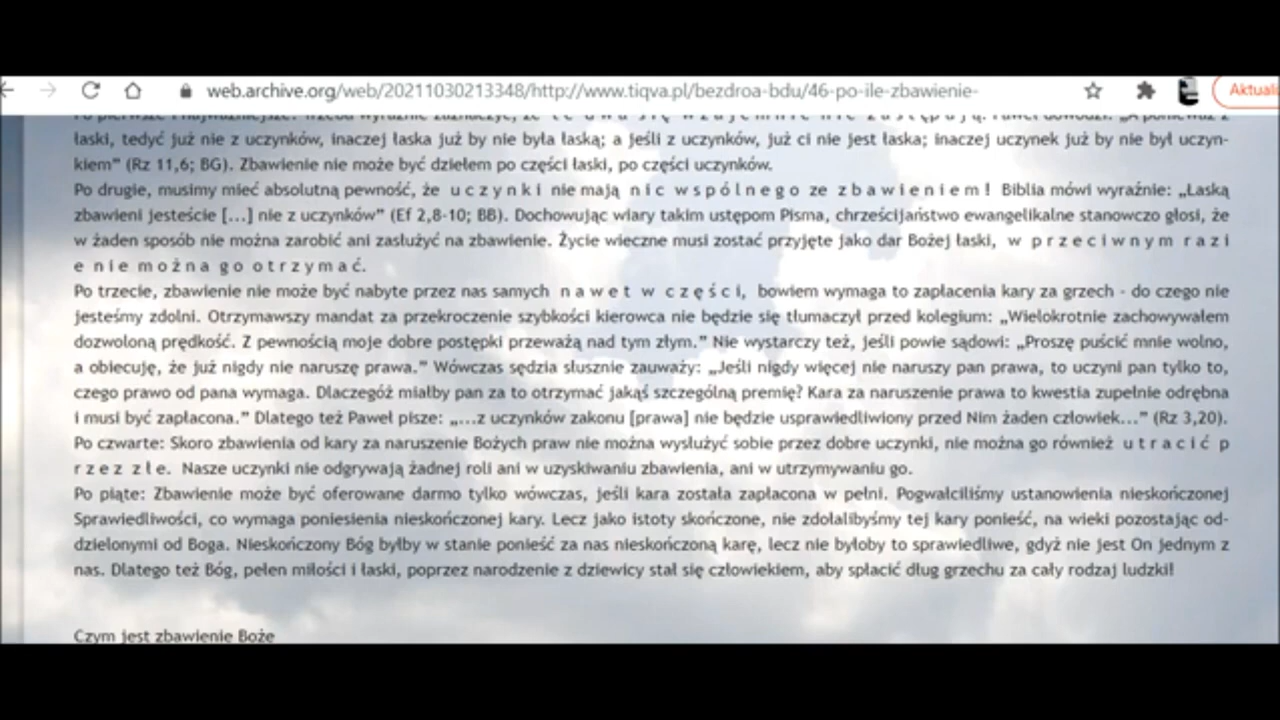 web.archive.org/web/20211030213348/http://www.tiqva.pl/bezdroa-bdu/46-po-ile-zbawienie-
Aktuali
Po pierwsze i najważniejsze: Trzeba wyraźnie zaznaczyć, że t e d w a s i ę w z a j e m n i e n i e z a s t ę p u j ą. Paweł dowodzi: „A ponieważ z
łaski, tedyć już nie z uczynków, inaczej łaska już by nie była łaską; a jeśli z uczynków, już ci nie jest łaska; inaczej uczynek już by nie był uczyn-
kiem” (Rz 11,6; BG). Zbawienie nie może być dziełem po części łaski, po części uczynków.
Po drugie, musimy mieć absolutną pewność, że u c z y n k i nie mają n i c w s p ó l n e g o ze z b a w i e n i e m ! Biblia mówi wyraźnie: „Łaską
zbawieni jesteście [...] nie z uczynków” (Ef 2,8-10; BB). Dochowując wiary takim ustępom Pisma, chrześcijaństwo ewangelikalne stanowczo głosi, że
w żaden sposób nie można zarobić ani zasłużyć na zbawienie. Życie wieczne musi zostać przyjęte jako dar Bożej łaski, w p r z e c i w n y m r a z i
e n i e m o ż n a g o o t r z y m a ć.
Po trzecie, zbawienie nie może być nabyte przez nas samych n a w e t w c z ę ś c i, bowiem wymaga to zapłacenia kary za grzech - do czego nie
jesteśmy zdolni. Otrzymawszy mandat za przekroczenie szybkości kierowca nie będzie się tłumaczył przed kolegium: „Wielokrotnie zachowywałem
dozwoloną prędkość. Z pewnością moje dobre postępki przeważą nad tym złym.” Nie wystarczy też, jeśli powie sądowi: „Proszę puścić mnie wolno,
a obiecuję, że już nigdy nie naruszę prawa.” Wówczas sędzia słusznie zauważy: „Jeśli nigdy więcej nie naruszy pan prawa, to uczyni pan tylko to,
czego prawo od pana wymaga. Dlaczegóż miałby pan za to otrzymać jakąś szczególną premię? Kara za naruszenie prawa to kwestia zupełnie odrębna
i musi być zapłacona.” Dlatego też Paweł pisze: „...z uczynków zakonu [prawa] nie będzie usprawiedliwiony przed Nim żaden człowiek...” (Rz 3,20).
Po czwarte: Skoro zbawienia od kary za naruszenie Bożych praw nie można wysłużyć sobie przez dobre uczynki, nie można go również u t r a c i ć p
r z e z z ł e. Nasze uczynki nie odgrywają żadnej roli ani w uzyskiwaniu zbawienia, ani w utrzymywaniu go.
Po piąte: Zbawienie może być oferowane darmo tylko wówczas, jeśli kara została zapłacona w pełni. Pogwałciliśmy ustanowienia nieskończonej
Sprawiedliwości, co wymaga poniesienia nieskończonej kary. Lecz jako istoty skończone, nie zdołalibyśmy tej kary ponieść, na wieki pozostając od-
dzielonymi od Boga. Nieskończony Bóg byłby w stanie ponieść za nas nieskończoną karę, lecz nie byłoby to sprawiedliwe, gdyż nie jest On jednym z
nas. Dlatego też Bóg, pełen miłości i łaski, poprzez narodzenie z dziewicy stał się człowiekiem, aby spłacić dług grzechu za cały rodzaj ludzki!
Czym jest zbawienie Boże